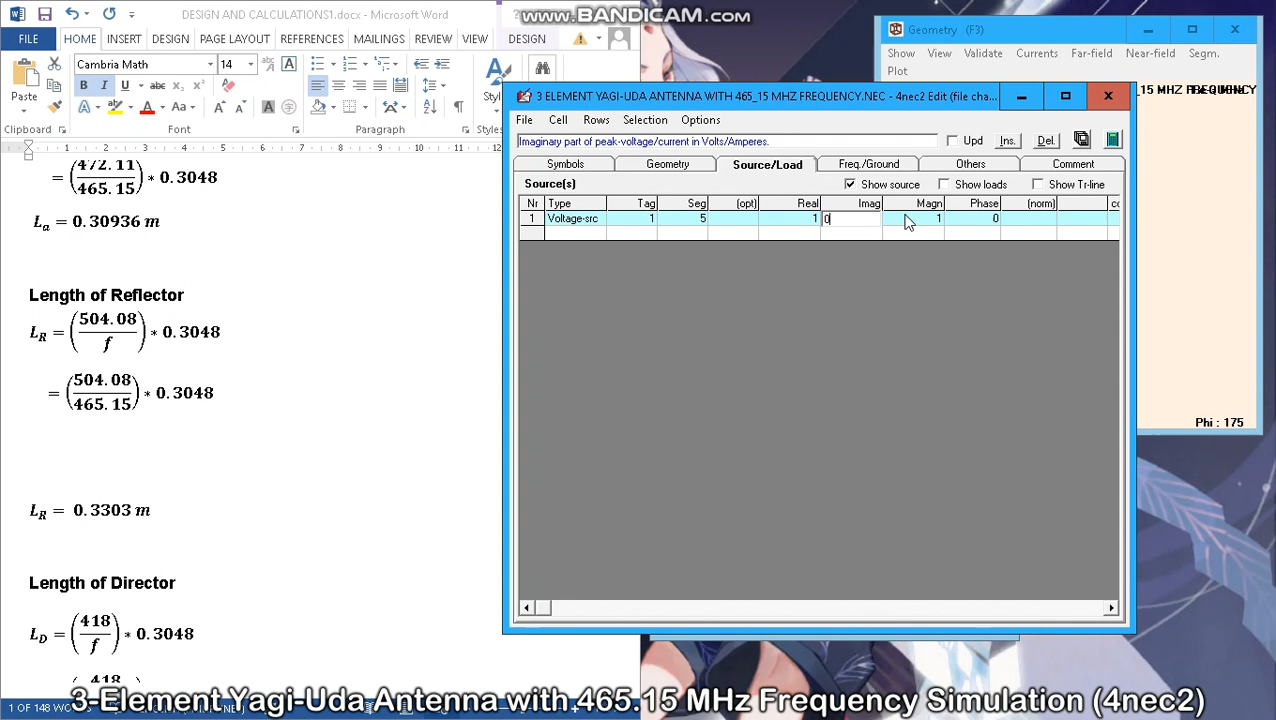 DESIGN AND CALCULATIONS1.docx - Microsoft Word
www.BANDICAM.com
FILE HOME INSERT DESIGN PAGE LAYOUT REFERENCES MAILINGS REVIEW VIEW DESIGN
Cambria Math 14
Paste
Clipboard Font Paragraph Styles
(472.11 / 465.15) * 0.3048
L_a = 0.30936 m
Length of Reflector
L_R = (504.08 / f) * 0.3048
= (504.08 / 465.15) * 0.3048
L_R = 0.3303 m
Length of Director
L_D = (418 / f) * 0.3048
418
Geometry (F3)
Show View Validate Currents Far-field Near-field Segm.
Plot
Phi : 175
3 ELEMENT YAGI-UDA ANTENNA WITH 465_15 MHZ FREQUENCY.NEC - 4nec2 Edit (file cha...
File Cell Rows Selection Options
Imaginary part of peak-voltage/current in Volts/Amperes.
Upd Ins. Del.
Symbols Geometry Source/Load Freq./Ground Others Comment
Source(s) Show source Show loads Show Tr-line
Nr Type Tag Seg (opt) Real Imag Magn Phase (norm)
1 Voltage-src 1 5 1 0 1 0
3-Element Yagi-Uda Antenna with 465.15 MHz Frequency Simulation (4nec2)